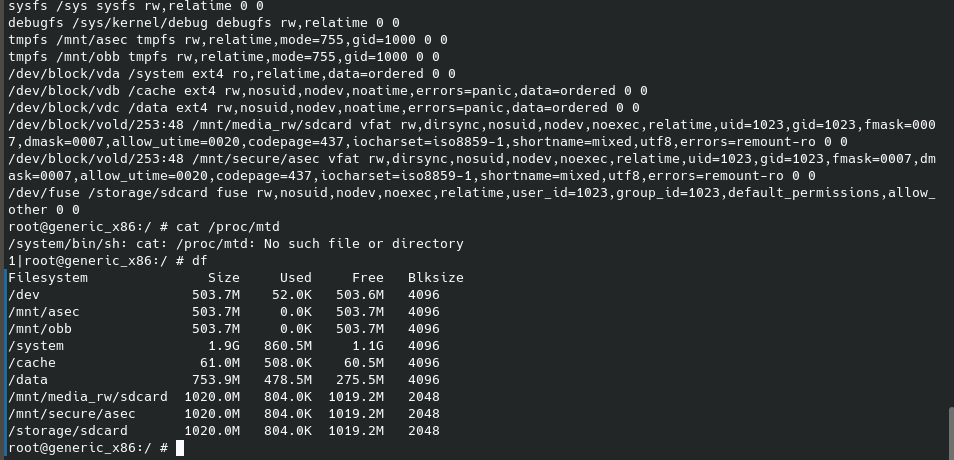 sysfs /sys sysfs rw,relatime 0 0
debugfs /sys/kernel/debug debugfs rw,relatime 0 0
tmpfs /mnt/asec tmpfs rw,relatime,mode=755,gid=1000 0 0
tmpfs /mnt/obb tmpfs rw,relatime,mode=755,gid=1000 0 0
/dev/block/vda /system ext4 ro,relatime,data=ordered 0 0
/dev/block/vdb /cache ext4 rw,nosuid,nodev,noatime,errors=panic,data=ordered 0 0
/dev/block/vdc /data ext4 rw,nosuid,nodev,noatime,errors=panic,data=ordered 0 0
/dev/block/vold/253:48 /mnt/media_rw/sdcard vfat rw,dirsync,nosuid,nodev,noexec,relatime,uid=1023,gid=1023,fmask=000
7,dmask=0007,allow_utime=0020,codepage=437,iocharset=iso8859-1,shortname=mixed,utf8,errors=remount-ro 0 0
/dev/block/vold/253:48 /mnt/secure/asec vfat rw,dirsync,nosuid,nodev,noexec,relatime,uid=1023,gid=1023,fmask=0007,dm
ask=0007,allow_utime=0020,codepage=437,iocharset=iso8859-1,shortname=mixed,utf8,errors=remount-ro 0 0
/dev/fuse /storage/sdcard fuse rw,nosuid,nodev,noexec,relatime,user_id=1023,group_id=1023,default_permissions,allow_
other 0 0
root@generic_x86:/ # cat /proc/mtd
/system/bin/sh: cat: /proc/mtd: No such file or directory
1|root@generic_x86:/ # df
Filesystem               Size     Used     Free   Blksize
/dev                   503.7M    52.0K   503.6M   4096
/mnt/asec              503.7M     0.0K   503.7M   4096
/mnt/obb               503.7M     0.0K   503.7M   4096
/system                  1.9G   860.5M     1.1G   4096
/cache                  61.0M   508.0K    60.5M   4096
/data                  753.9M   478.5M   275.5M   4096
/mnt/media_rw/sdcard  1020.0M   804.0K  1019.2M   2048
/mnt/secure/asec      1020.0M   804.0K  1019.2M   2048
/storage/sdcard       1020.0M   804.0K  1019.2M   2048
root@generic_x86:/ #